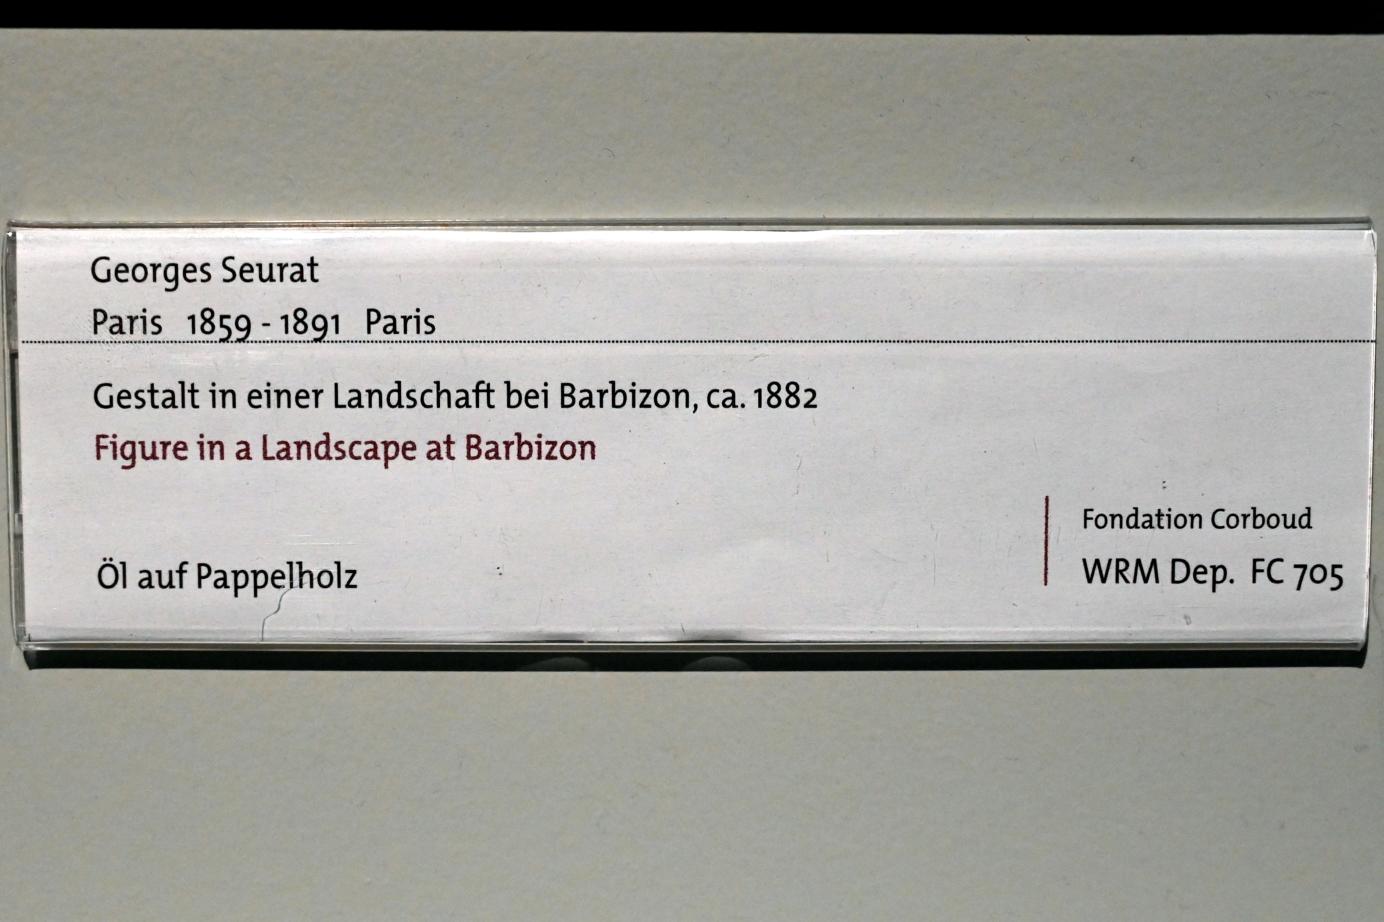 Georges Seurat
Paris 1859 - 1891 Paris
Gestalt in einer Landschaft bei Barbizon, ca. 1882
Figure in a Landscape at Barbizon
Öl auf Pappelholz
Fondation Corboud
WRM Dep. FC 705